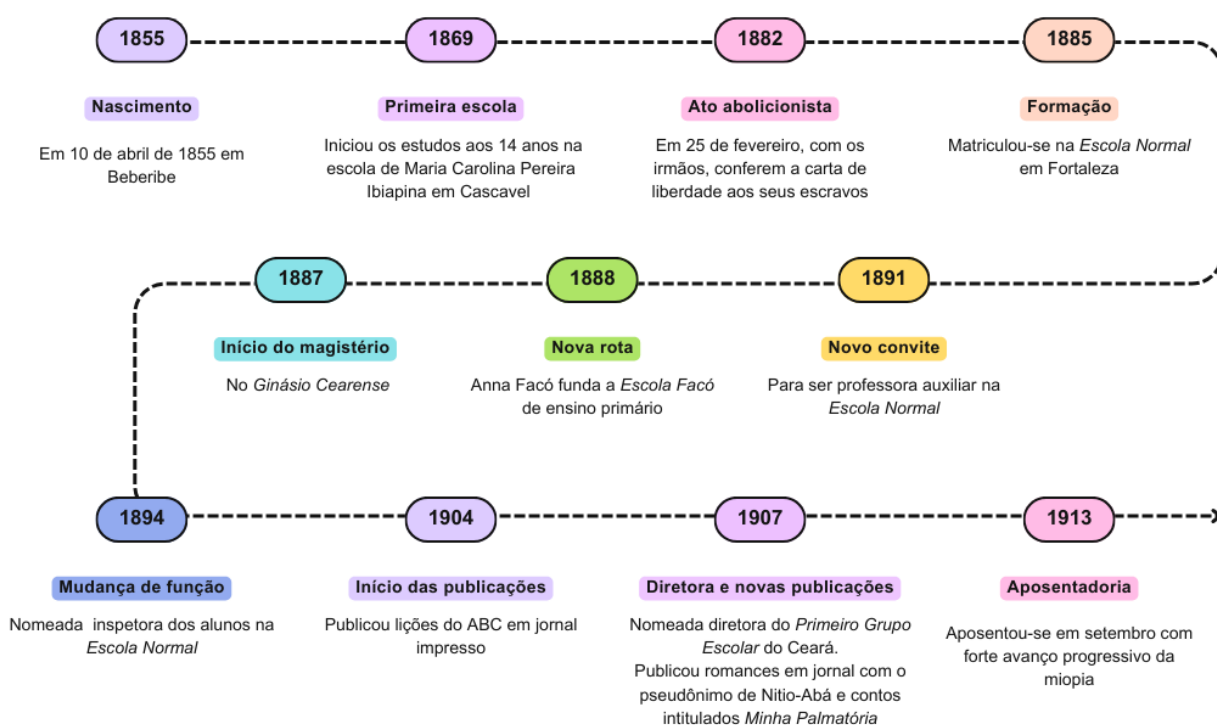 1855
1869
1882
1885
Nascimento
Em 10 de abril de 1855 em
Beberibe
Primeira escola
Iniciou os estudos aos 14 anos na
escola de Maria Carolina Pereira
Ibiapina em Cascavel
Ato abolicionista
Em 25 de fevereiro, com os
irmãos, conferem a carta de
liberdade aos seus escravos
Formação
Matriculou-se na Escola Normal
em Fortaleza
1887
1888
1891
Início do magistério
No Ginásio Cearense
Nova rota
Anna Facó funda a Escola Facó
de ensino primário
Novo convite
Para ser professora auxiliar na
Escola Normal
1894
1904
1907
1913
Mudança de função
Nomeada inspetora dos alunos na
Escola Normal
Início das publicações
Publicou lições do ABC em jornal
impresso
Diretora e novas publicações
Nomeada diretora do Primeiro Grupo
Escolar do Ceará.
Publicou romances em jornal com o
pseudônimo de Nitio-Abá e contos
intitulados Minha Palmatória
Aposentadoria
Aposentou-se em setembro com
forte avanço progressivo da
miopia